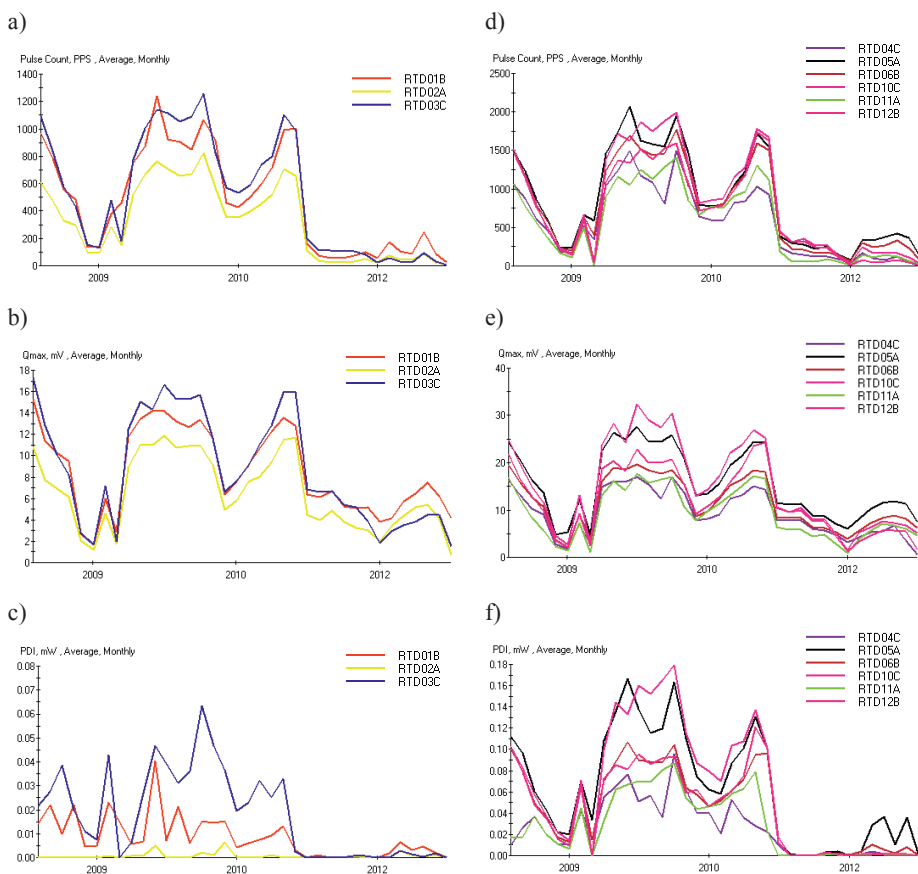 a)
Pulse Count, PPS , Average, Monthly
RTD01B
RTD02A
RTD03C
1400
1200
1000
800
600
400
200
0
2009
2010
2012
b)
Qmax, mV , Average, Monthly
RTD01B
RTD02A
RTD03C
18
16
14
12
10
8
6
4
2
0
2009
2010
2012
c)
PDI, mW , Average, Monthly
RTD01B
RTD02A
RTD03C
0.08
0.07
0.06
0.05
0.04
0.03
0.02
0.01
0.00
2009
2010
2012
d)
Pulse Count, PPS , Average, Monthly
RTD04C
RTD05A
RTD06B
RTD10C
RTD11A
RTD12B
2500
2000
1500
1000
500
0
2009
2010
2012
e)
Qmax, mV , Average, Monthly
RTD04C
RTD05A
RTD06B
RTD10C
RTD11A
RTD12B
40
30
20
10
0
2009
2010
2012
f)
PDI, mW , Average, Monthly
RTD04C
RTD05A
RTD06B
RTD10C
RTD11A
RTD12B
0.18
0.16
0.14
0.12
0.10
0.08
0.06
0.04
0.02
0.00
2009
2010
2012